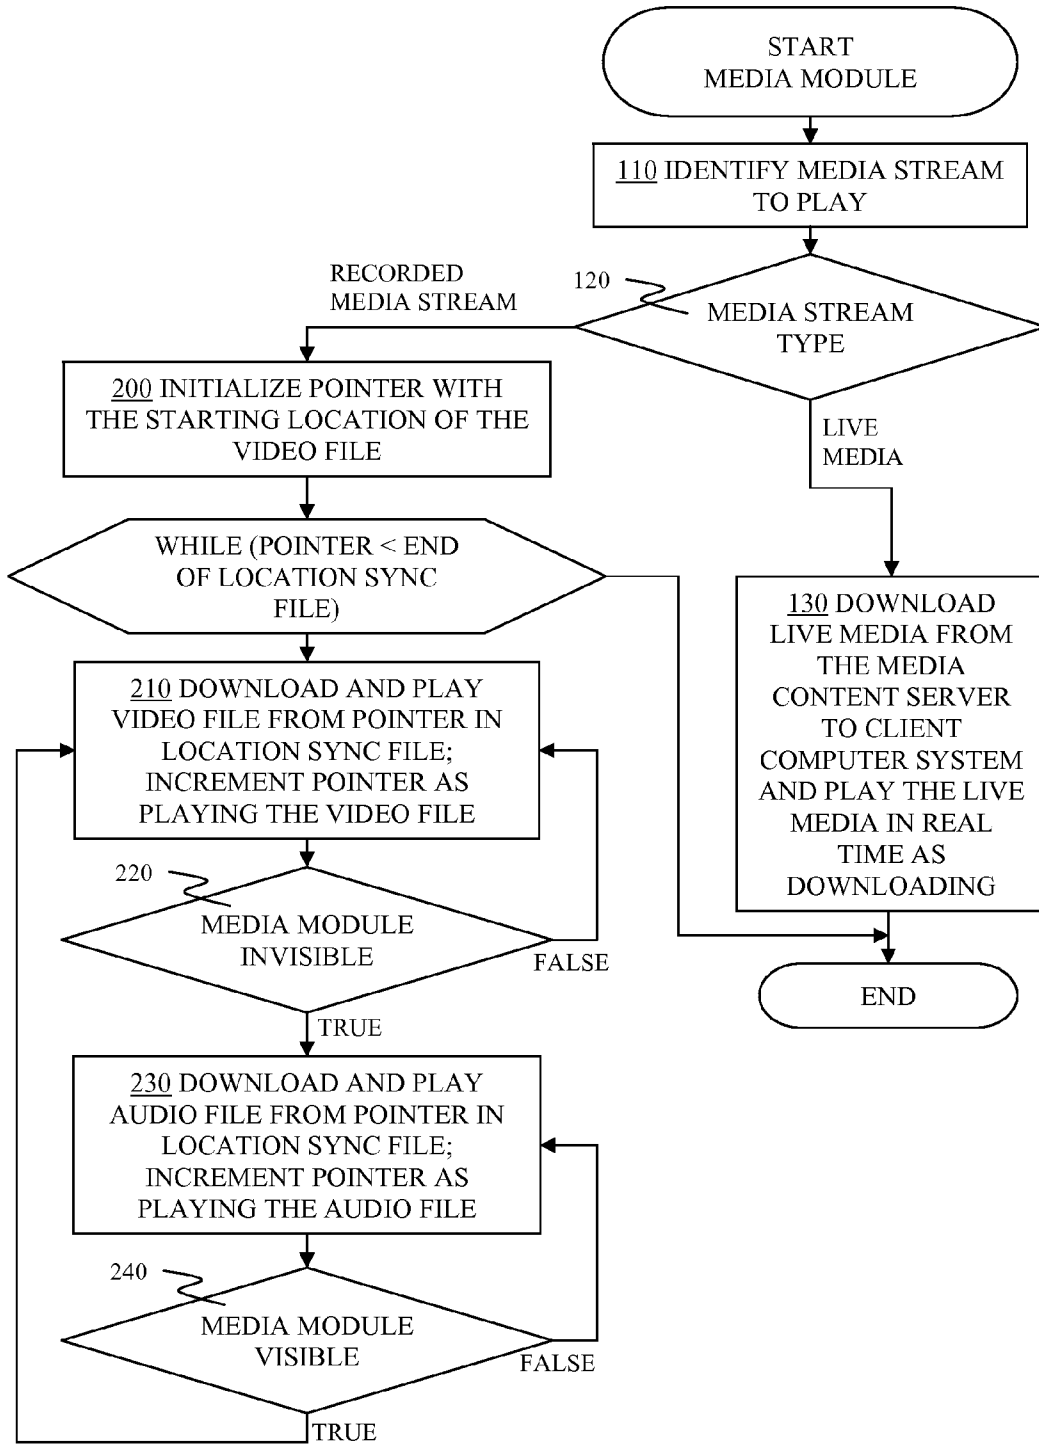 START
MEDIA MODULE
110 IDENTIFY MEDIA STREAM
TO PLAY
RECORDED
MEDIA STREAM
120
MEDIA STREAM
TYPE
200 INITIALIZE POINTER WITH
THE STARTING LOCATION OF THE
VIDEO FILE
LIVE
MEDIA
WHILE (POINTER < END
OF LOCATION SYNC
FILE)
130 DOWNLOAD
LIVE MEDIA FROM
THE MEDIA
CONTENT SERVER
TO CLIENT
COMPUTER SYSTEM
AND PLAY THE LIVE
MEDIA IN REAL
TIME AS
DOWNLOADING
210 DOWNLOAD AND PLAY
VIDEO FILE FROM POINTER IN
LOCATION SYNC FILE;
INCREMENT POINTER AS
PLAYING THE VIDEO FILE
220
MEDIA MODULE
INVISIBLE
FALSE
END
TRUE
230 DOWNLOAD AND PLAY
AUDIO FILE FROM POINTER IN
LOCATION SYNC FILE;
INCREMENT POINTER AS
PLAYING THE AUDIO FILE
240
MEDIA MODULE
VISIBLE
FALSE
TRUE